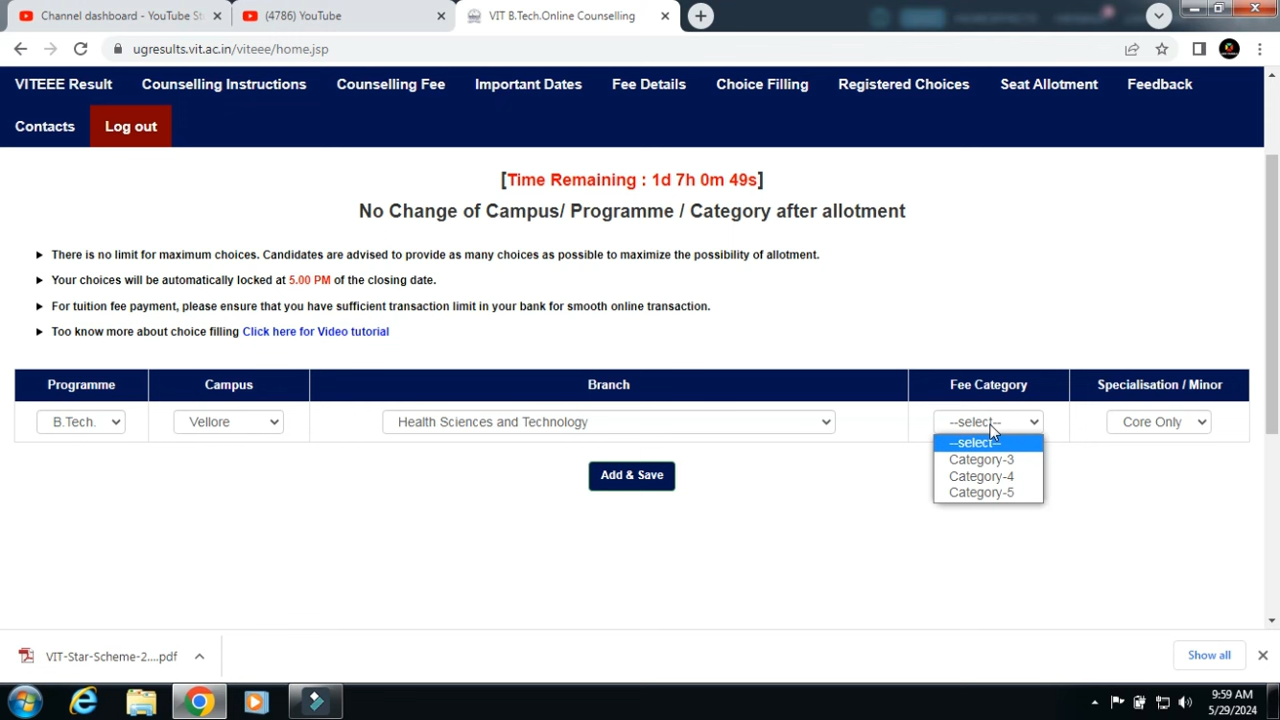 Channel dashboard - YouTube St
(4786) YouTube
VIT B.Tech.Online Counselling
ugresults.vit.ac.in/viteee/home.jsp
VITEEE Result
Counselling Instructions
Counselling Fee
Important Dates
Fee Details
Choice Filling
Registered Choices
Seat Allotment
Feedback
Contacts
Log out
[Time Remaining : 1d 7h 0m 49s]
No Change of Campus/ Programme / Category after allotment
There is no limit for maximum choices. Candidates are advised to provide as many choices as possible to maximize the possibility of allotment.
Your choices will be automatically locked at 5.00 PM of the closing date.
For tuition fee payment, please ensure that you have sufficient transaction limit in your bank for smooth online transaction.
Too know more about choice filling Click here for Video tutorial
Programme
Campus
Branch
Fee Category
Specialisation / Minor
B.Tech.
Vellore
Health Sciences and Technology
--select--
Core Only
--select--
Category-3
Category-4
Category-5
Add & Save
VIT-Star-Scheme-2....pdf
Show all
9:59 AM
5/29/2024